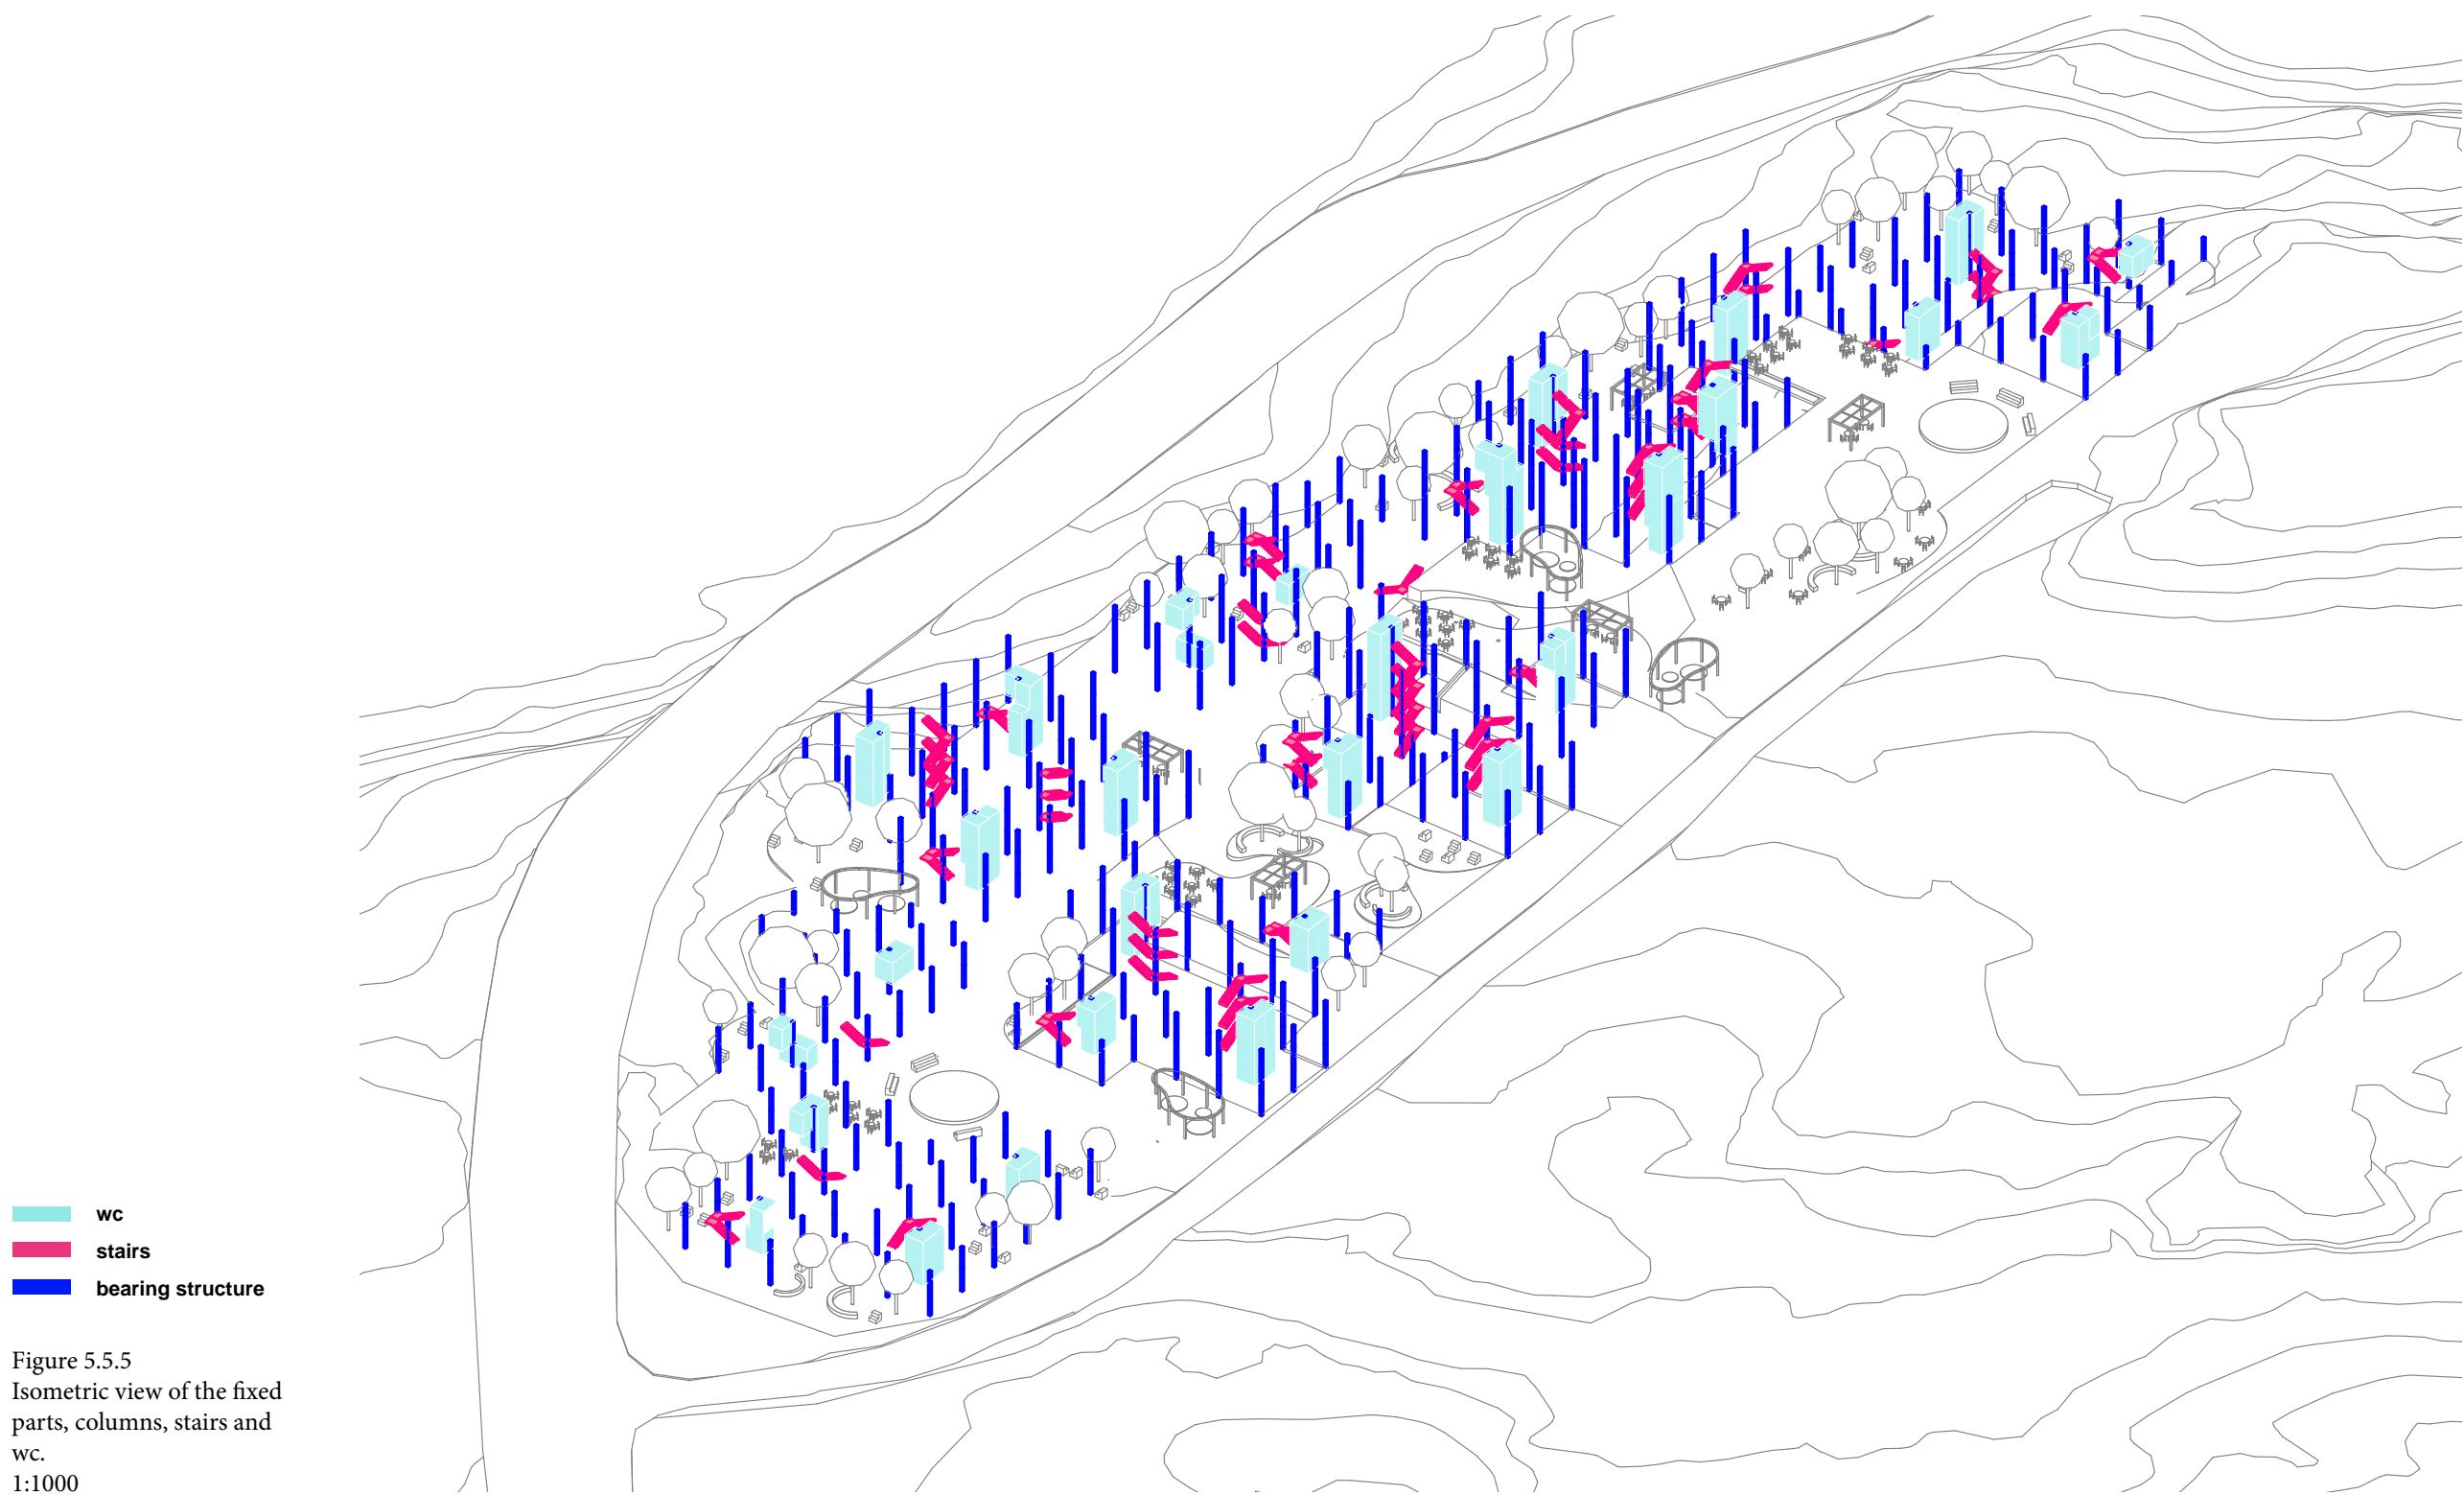 wc
stairs
bearing structure
Figure 5.5.5
Isometric view of the fixed
parts, columns, stairs and
wc.
1:1000